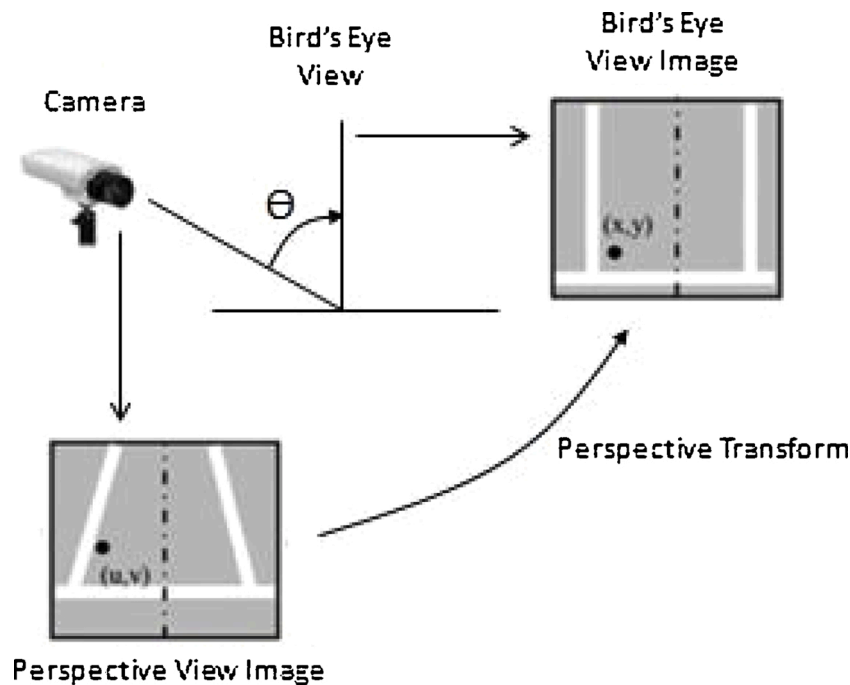 Camera
Bird's Eye
View
Bird's Eye
View Image
Θ
(x,y)
Perspective Transform
(u,v)
Perspective View Image